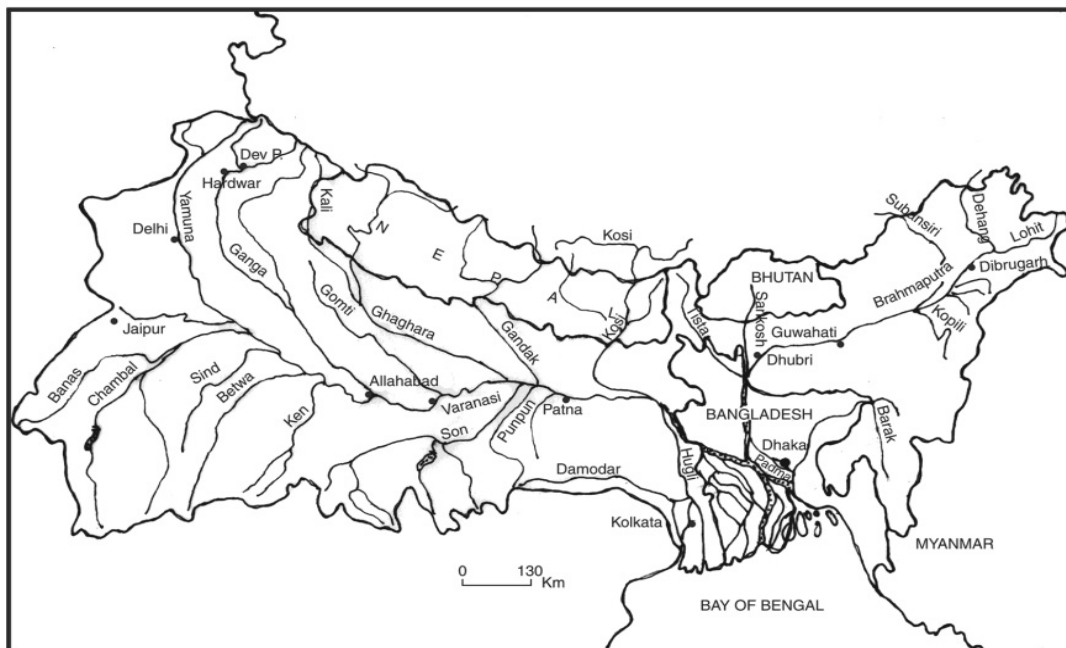 Dev P.
Hardwar
Delhi
Yamuna
Kali
N
E
P
A
L
Kosi
Kosi
Subansiri
Dehang
Lohit
Dibrugarh
Brahmaputra
Kopili
BHUTAN
Sankosh
Tista
Guwahati
Dhubri
Ganga
Gomti
Ghaghara
Gandak
Jaipur
Banas
Chambal
Sind
Betwa
Ken
Allahabad
Varanasi
Son
Punpun
Patna
BANGLADESH
Dhaka
Padma
Barak
Damodar
Hugli
Kolkata
MYANMAR
0 130
Km
BAY OF BENGAL